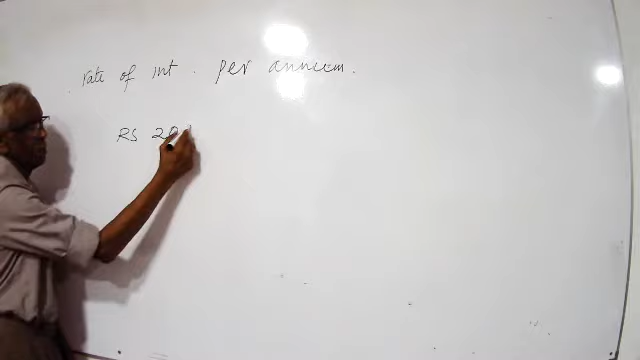 rate of int . per annum .
RS 20